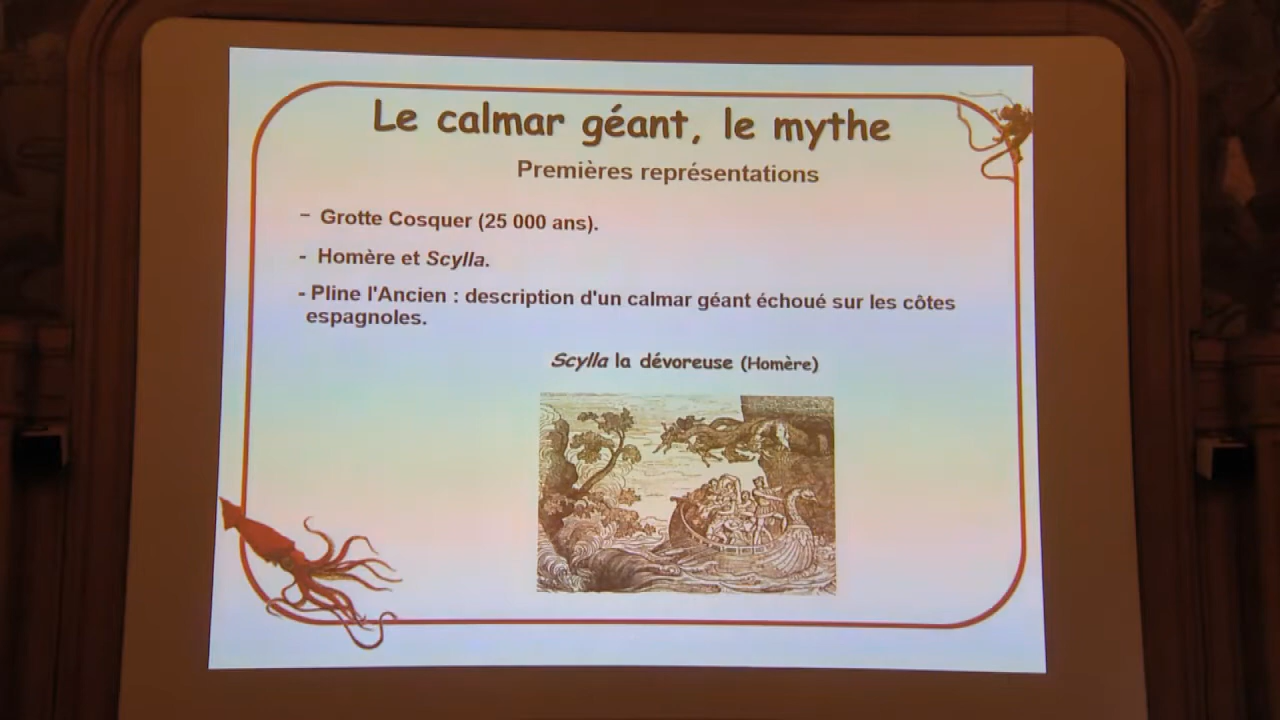 Le calmar géant, le mythe
Premières représentations
- Grotte Cosquer (25 000 ans).
- Homère et Scylla.
- Pline l'Ancien : description d'un calmar géant échoué sur les côtes
espagnoles.
Scylla la dévoreuse (Homère)